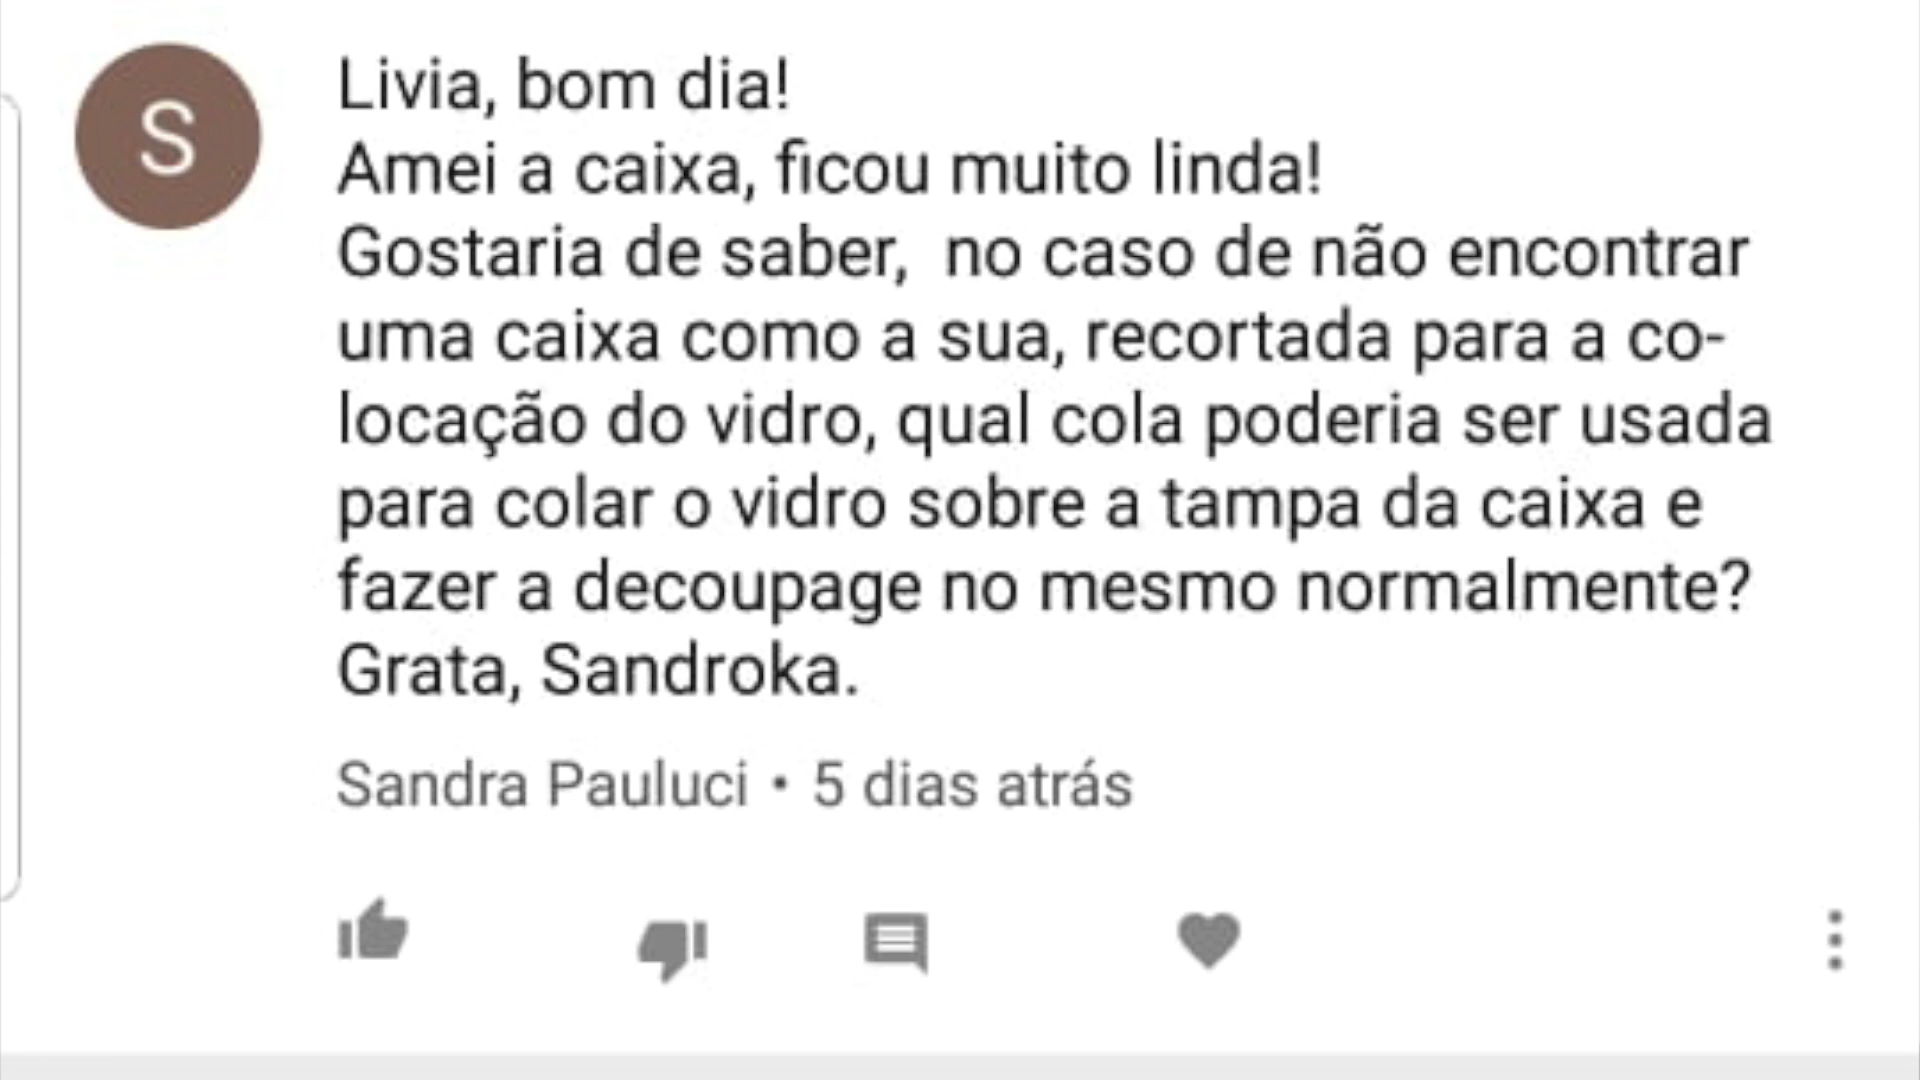 S
Livia, bom dia!
Amei a caixa, ficou muito linda!
Gostaria de saber,  no caso de não encontrar
uma caixa como a sua, recortada para a co-
locação do vidro, qual cola poderia ser usada
para colar o vidro sobre a tampa da caixa e
fazer a decoupage no mesmo normalmente?
Grata, Sandroka.
Sandra Pauluci • 5 dias atrás